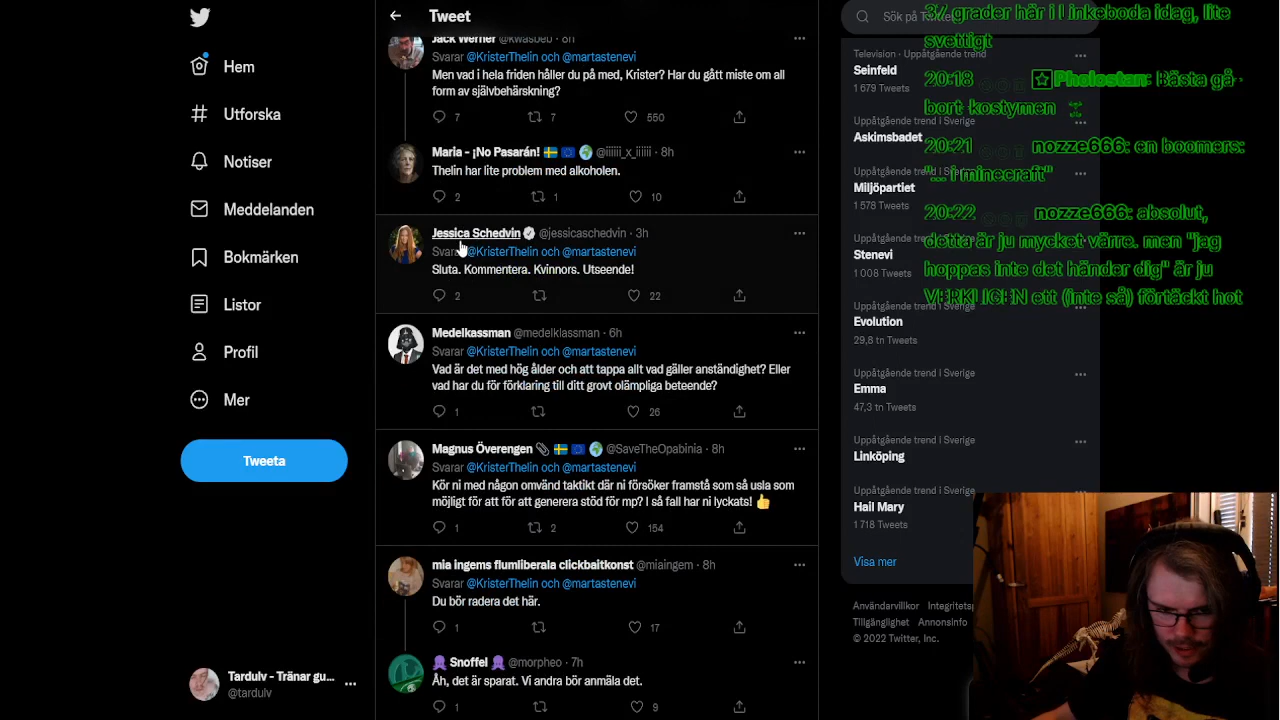 Hem
Utforska
Notiser
Meddelanden
Bokmärken
Listor
Profil
Mer
Tweeta
Tardulv - Tränar gu...
@tardulv
Tweet
Jack Werner @kwasbeb · 8h
Svarar @KristerThelin och @martastenevi
Men vad i hela friden håller du på med, Krister? Har du gått miste om all
form av självbehärskning?
7 7 550
Maria - ¡No Pasarán! @iiiiii_x_iiiiii · 8h
Thelin har lite problem med alkoholen.
2 1 10
Jessica Schedvin @jessicaschedvin · 3h
Svarar @KristerThelin och @martastenevi
Sluta. Kommentera. Kvinnors. Utseende!
2 22
Medelkassman @medelklassman · 6h
Svarar @KristerThelin och @martastenevi
Vad är det med hög ålder och att tappa allt vad gäller anständighet? Eller
vad har du för förklaring till ditt grovt olämpliga beteende?
1 26
Magnus Överengen @SaveTheOpabinia · 8h
Svarar @KristerThelin och @martastenevi
Kör ni med någon omvänd taktikt där ni försöker framstå som så usla som
möjligt för att för att generera stöd för mp? I så fall har ni lyckats!
1 2 154
mia ingems flumliberala clickbaitkonst @miaingem · 8h
Svarar @KristerThelin och @martastenevi
Du bör radera det här.
1 17
Snoffel @morpheo · 7h
Åh, det är sparat. Vi andra bör anmäla det.
1 9
Sök på Twitter
Television · Uppåtgående trend
Seinfeld
1 679 Tweets
Uppåtgående trend i Sverige
Askimsbadet
Uppåtgående trend i Sverige
Miljöpartiet
1 578 Tweets
Uppåtgående trend i Sverige
Stenevi
1 008 Tweets
Uppåtgående trend i Sverige
Evolution
29,8 tn Tweets
Uppåtgående trend i Sverige
Emma
47,3 tn Tweets
Uppåtgående trend i Sverige
Linköping
Uppåtgående trend i Sverige
Hail Mary
1 718 Tweets
Visa mer
Användarvillkor
Tillgänglighet Annonsinfo
© 2022 Twitter, Inc.
grader här i Linkeboda idag, lite
svettigt
20:18 Pholostan: Bästa gå
bort kostymen
20:21 nozze666: en boomers:
"... i minecraft"
20:22 nozze666: absolut,
detta är ju mycket värre. men "jag
hoppas inte det händer dig" är ju
VERKLIGEN ett (inte så) förtäckt hot